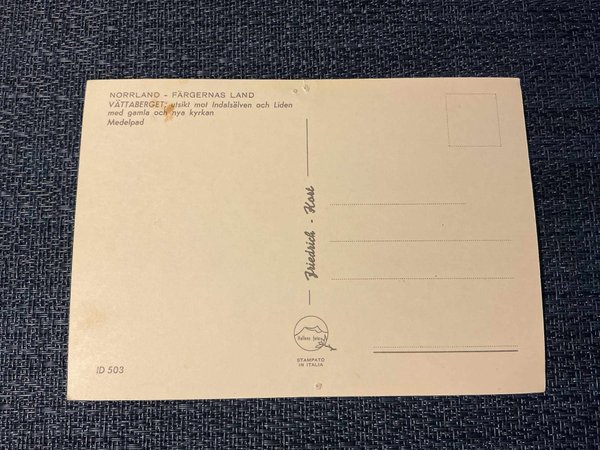 NORRLAND - FÄRGERNAS LAND
VÄTTABERGET; utsikt mot Indalsälven och Liden
med gamla och nya kyrkan
Medelpad
Friedrich - Kort
STAMPATO
IN ITALIA
ID 503